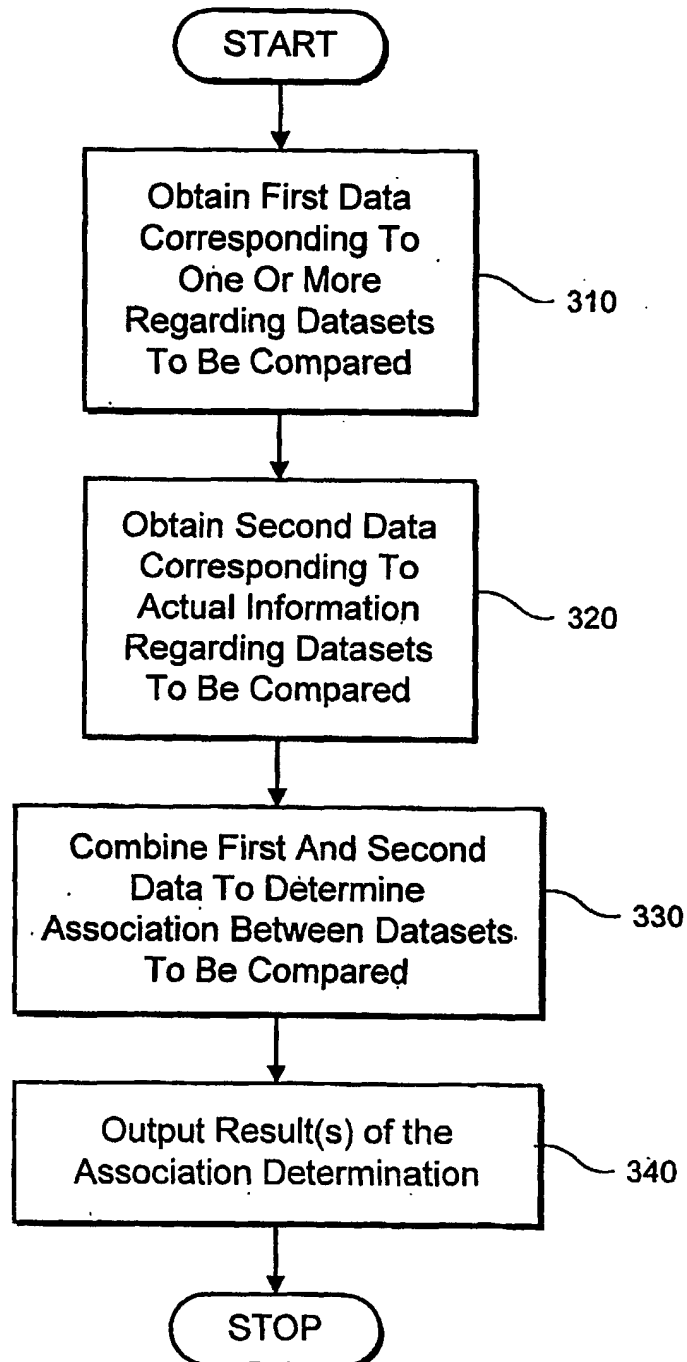 START
Obtain First Data
Corresponding To
One Or More
Regarding Datasets
To Be Compared
310
Obtain Second Data
Corresponding To
Actual Information
Regarding Datasets
To Be Compared
320
Combine First And Second
Data To Determine
Association Between Datasets
To Be Compared
330
Output Result(s) of the
Association Determination
340
STOP